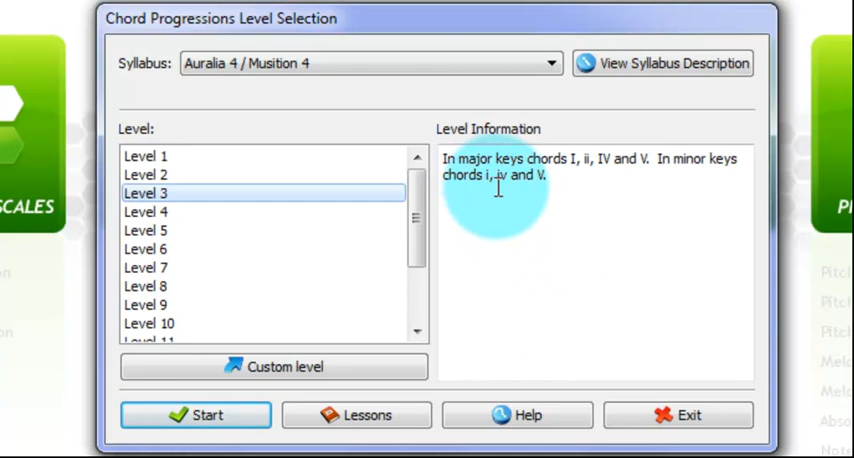 Chord Progressions Level Selection
Syllabus: Auralia 4 / Musition 4 View Syllabus Description
Level:
Level 1
Level 2
Level 3
Level 4
Level 5
Level 6
Level 7
Level 8
Level 9
Level 10
Level 11
Custom level
Level Information
In major keys chords I, ii, IV and V. In minor keys
chords i, iv and V.
Start Lessons Help Exit
SCALES